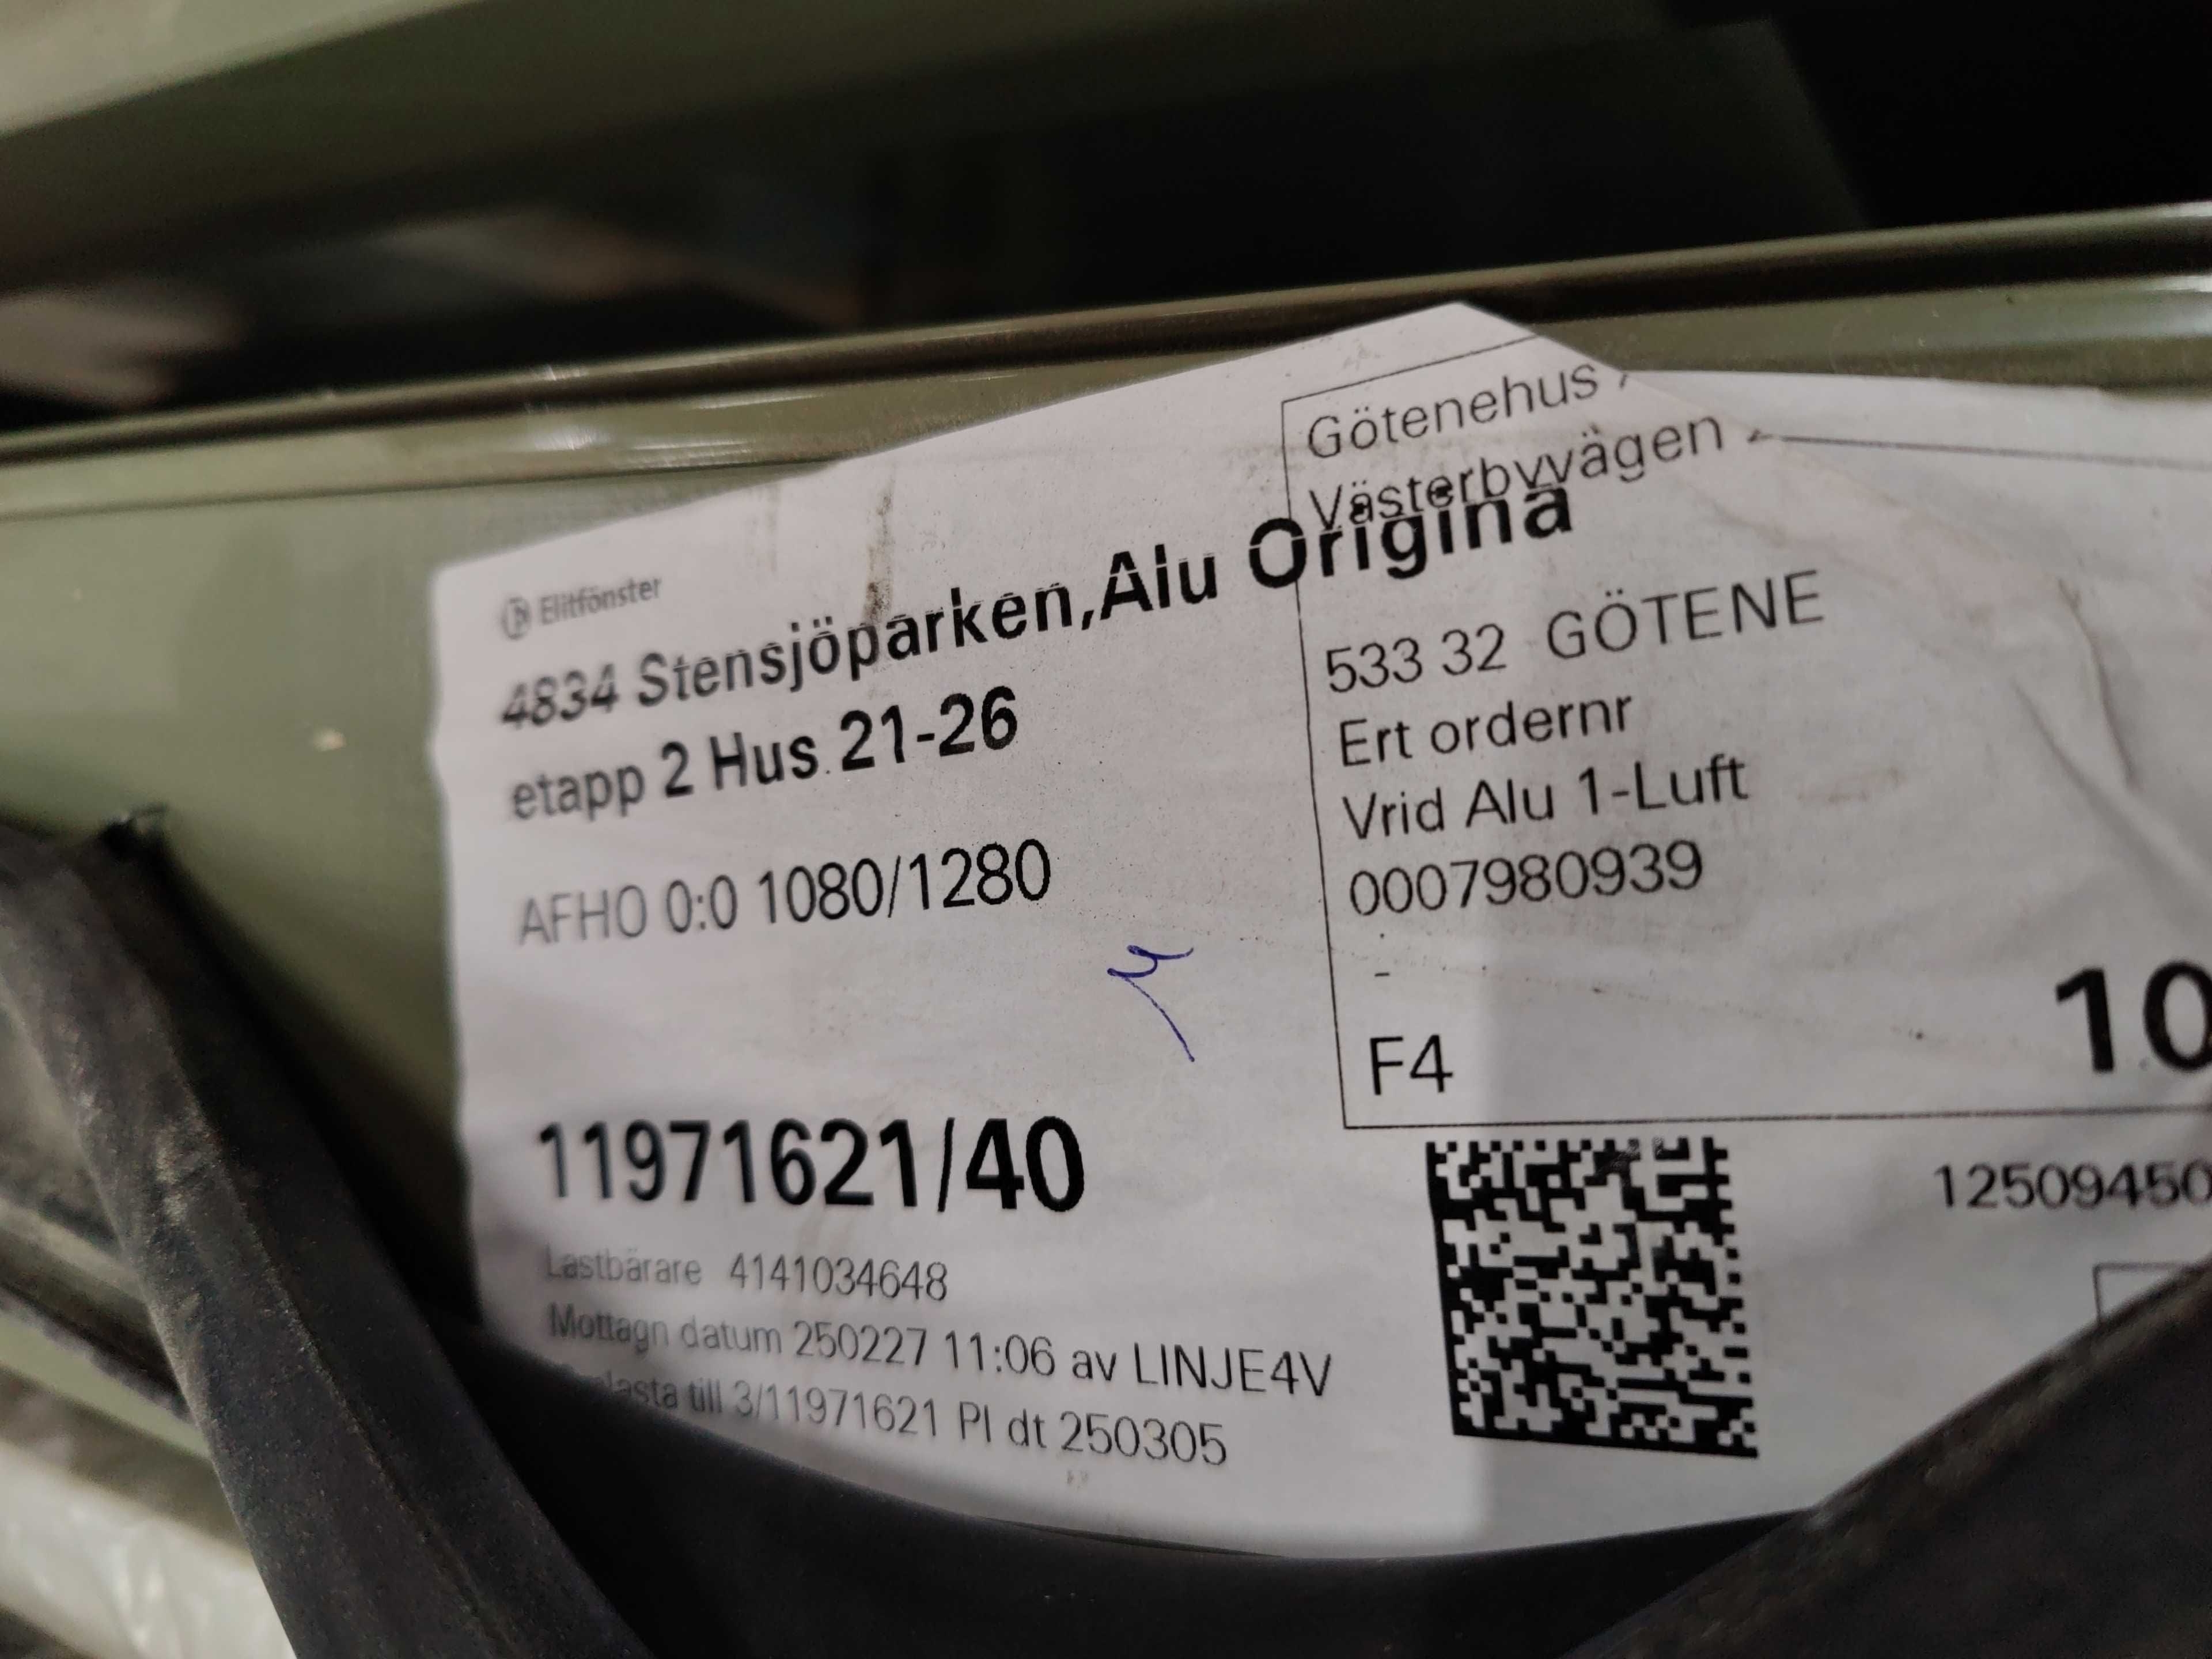 Elitfönster
4834 Stensjöparken,Alu Origina
etapp 2 Hus 21-26
AFHO 0:0 1080/1280
11971621/40
Lastbärare 4141034648
Mottagn datum 250227 11:06 av LINJE4V
till 3/11971621 Pl dt 250305
Götenehus
Västerbyvägen
533 32 GÖTENE
Ert ordernr
Vrid Alu 1-Luft
0007980939
-
F4
10
12509450